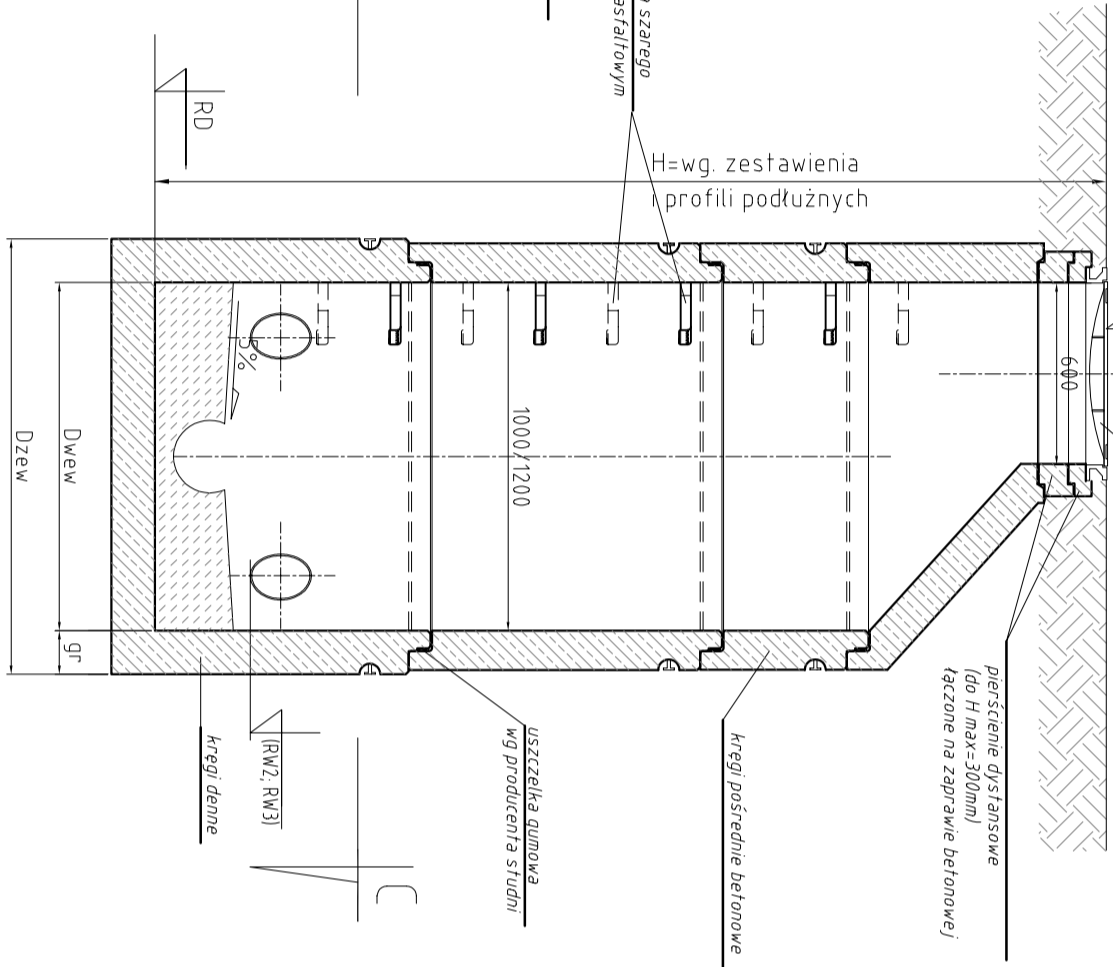 szarego
asfaltowym
H=wg. zestawienia
i profili podłużnych
RD
600
5%
1000/1200
Dwew
Dzew
gr
pierścienie dystansowe
(do H max=300mm)
łączone na zaprawie betonowej
kręgi pośrednie betonowe
uszczelka gumowa
wg producenta studni
(RW2; RW3)
kręgi denne
C